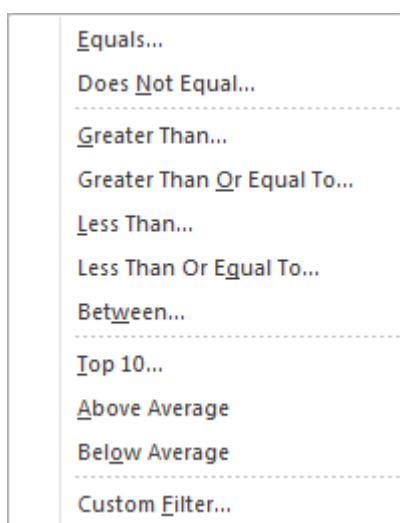 Equals...
Does Not Equal...
Greater Than...
Greater Than Or Equal To...
Less Than...
Less Than Or Equal To...
Between...
Top 10...
Above Average
Below Average
Custom Filter...